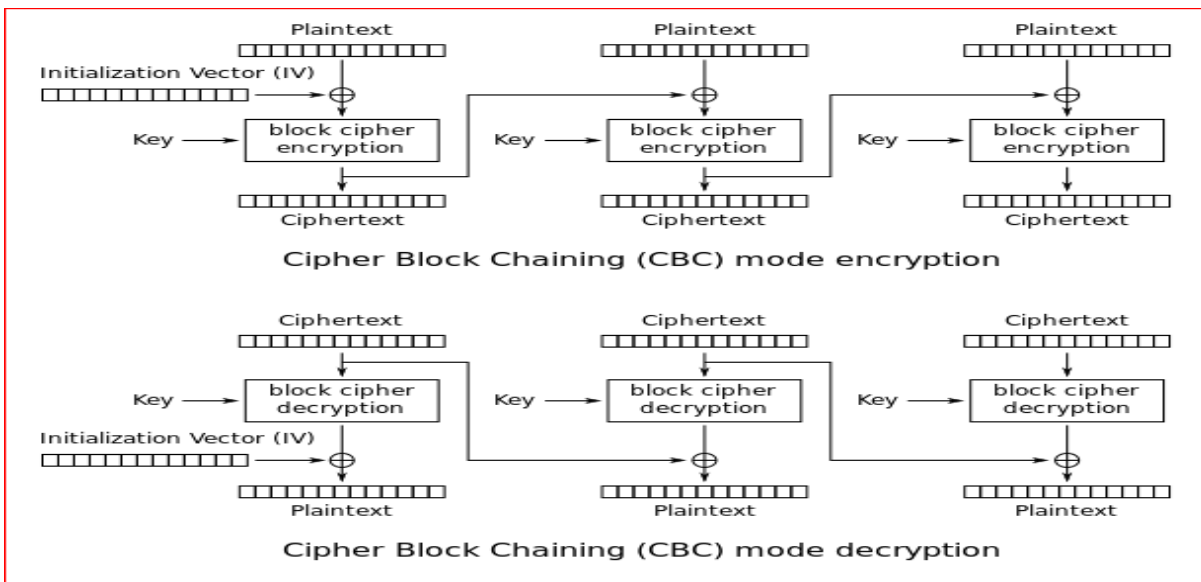 Plaintext Plaintext Plaintext
Initialization Vector (IV)
Key block cipher encryption Key block cipher encryption Key block cipher encryption
Ciphertext Ciphertext Ciphertext
Cipher Block Chaining (CBC) mode encryption
Ciphertext Ciphertext Ciphertext
Key block cipher decryption Key block cipher decryption Key block cipher decryption
Initialization Vector (IV)
Plaintext Plaintext Plaintext
Cipher Block Chaining (CBC) mode decryption